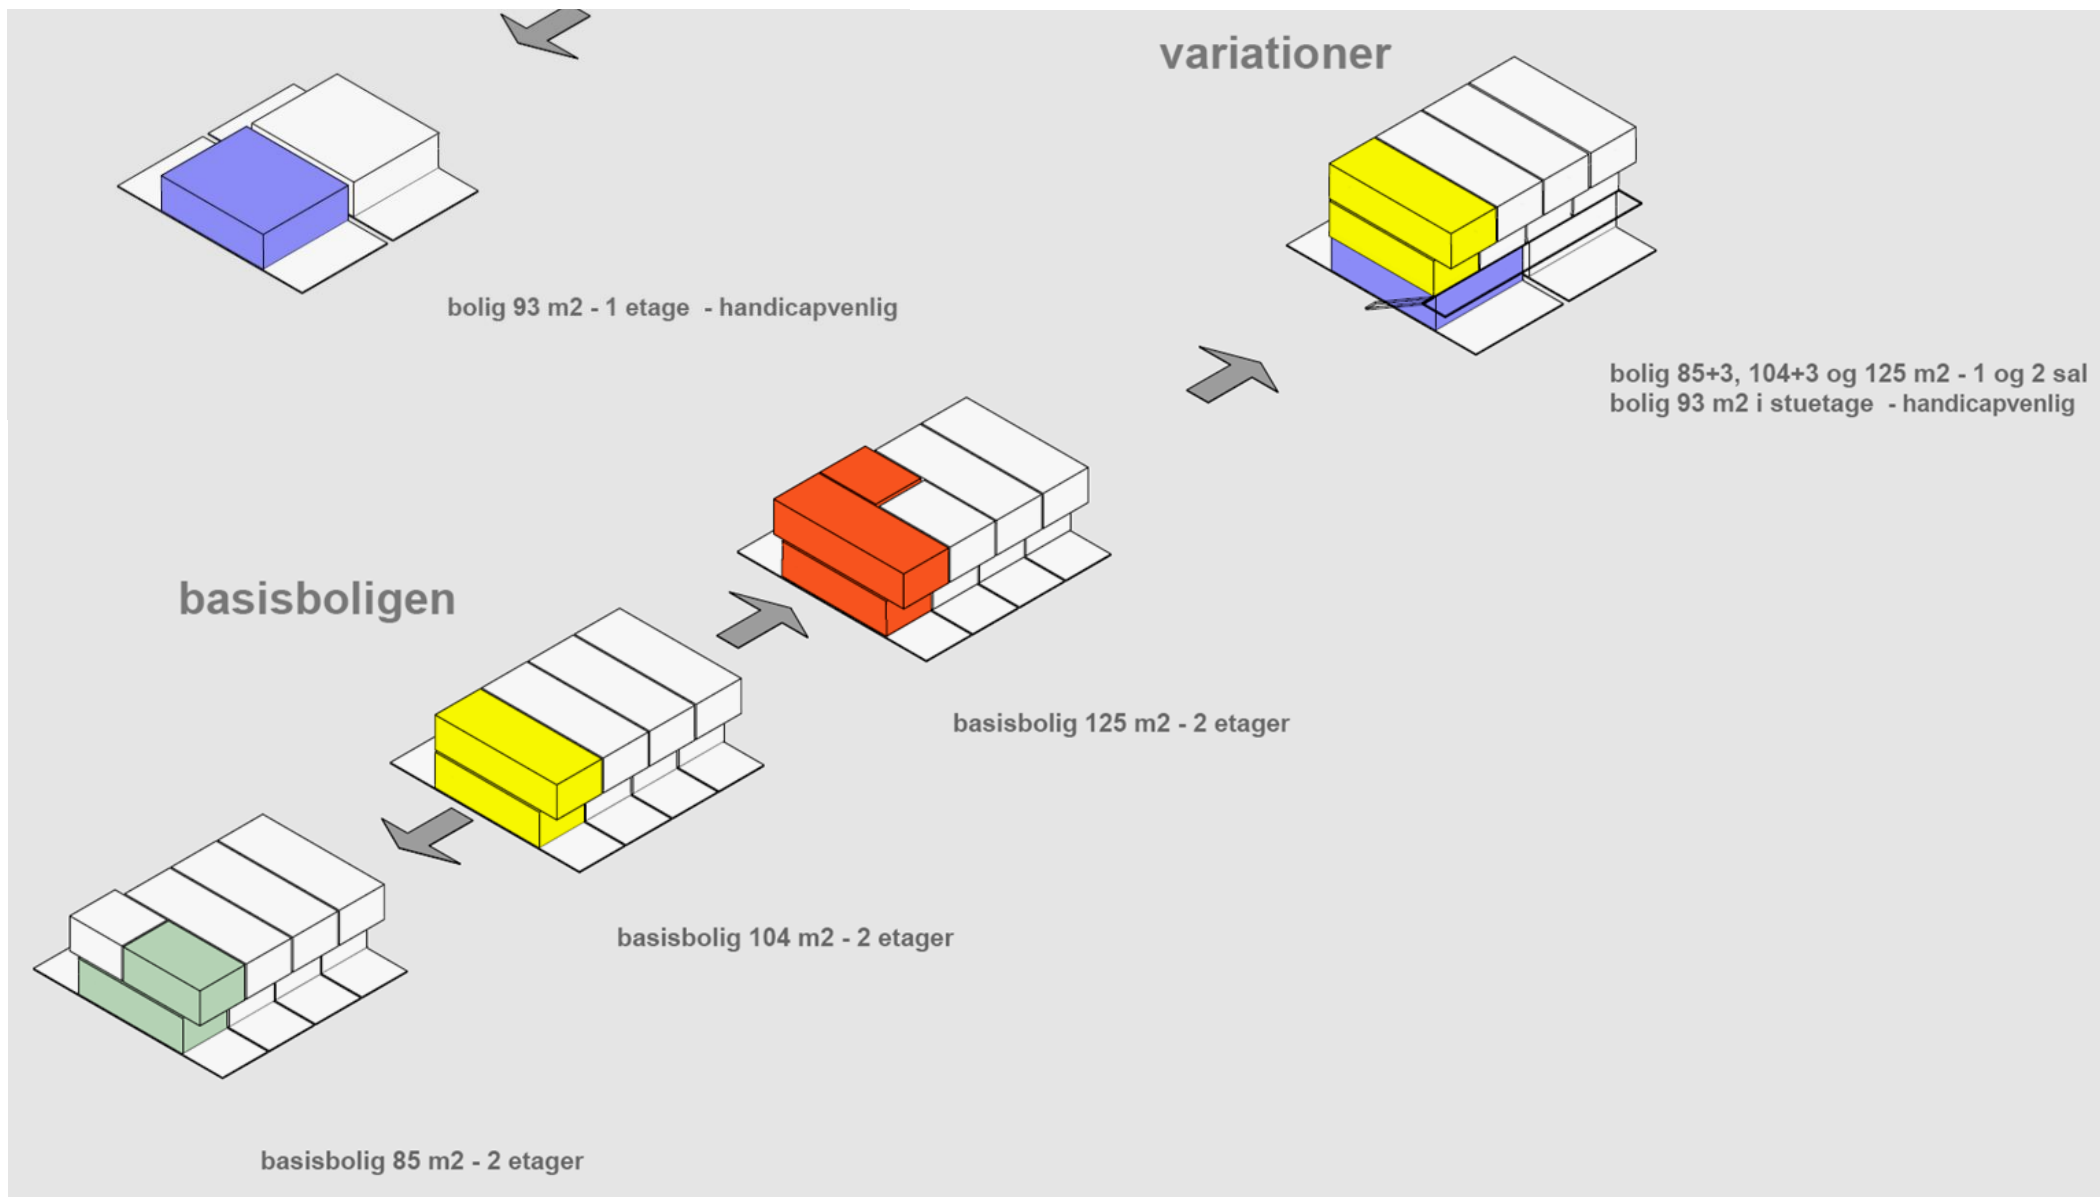 variationer
bolig 93 m2 - 1 etage - handicapvenlig
bolig 85+3, 104+3 og 125 m2 - 1 og 2 sal
bolig 93 m2 i stuetage - handicapvenlig
basisboligen
basisbolig 125 m2 - 2 etager
basisbolig 104 m2 - 2 etager
basisbolig 85 m2 - 2 etager